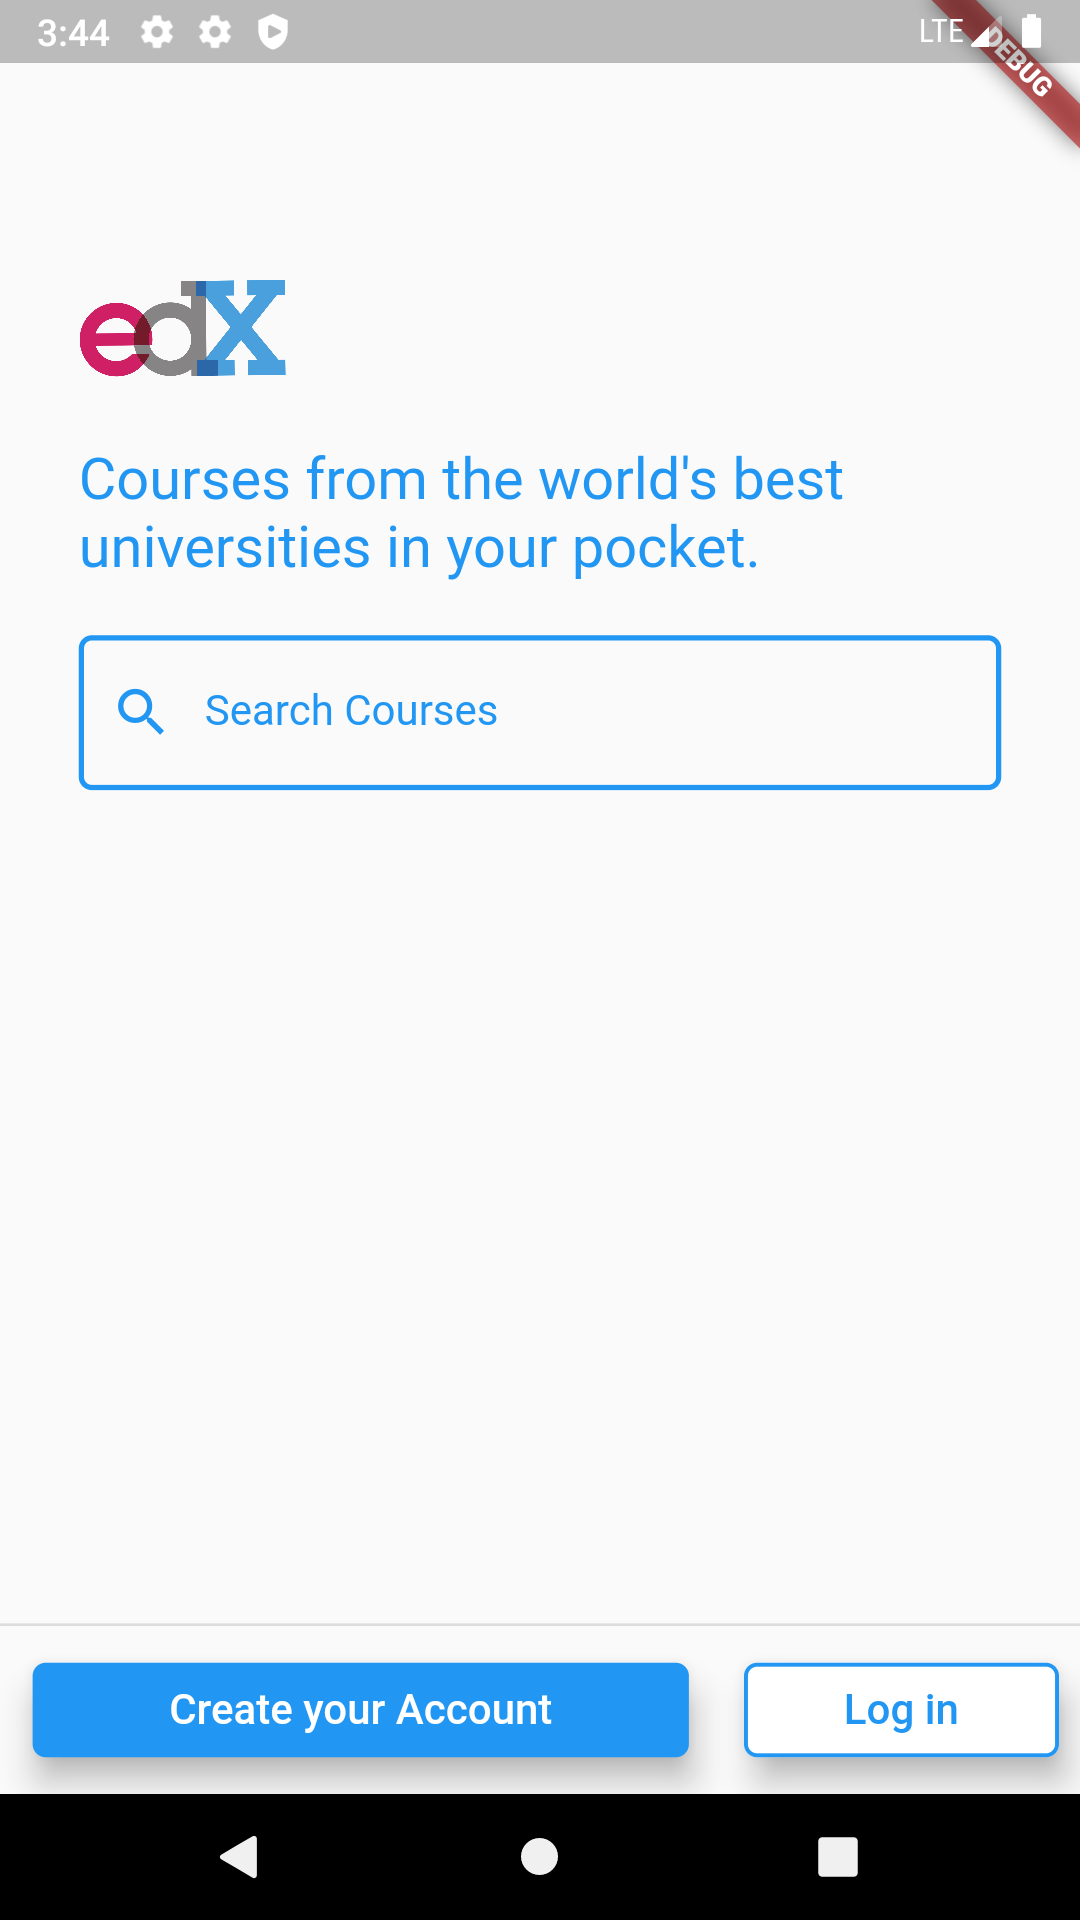 3:44
LTE
DEBUG
edX
Courses from the world's best
universities in your pocket.
Search Courses
Create your Account
Log in